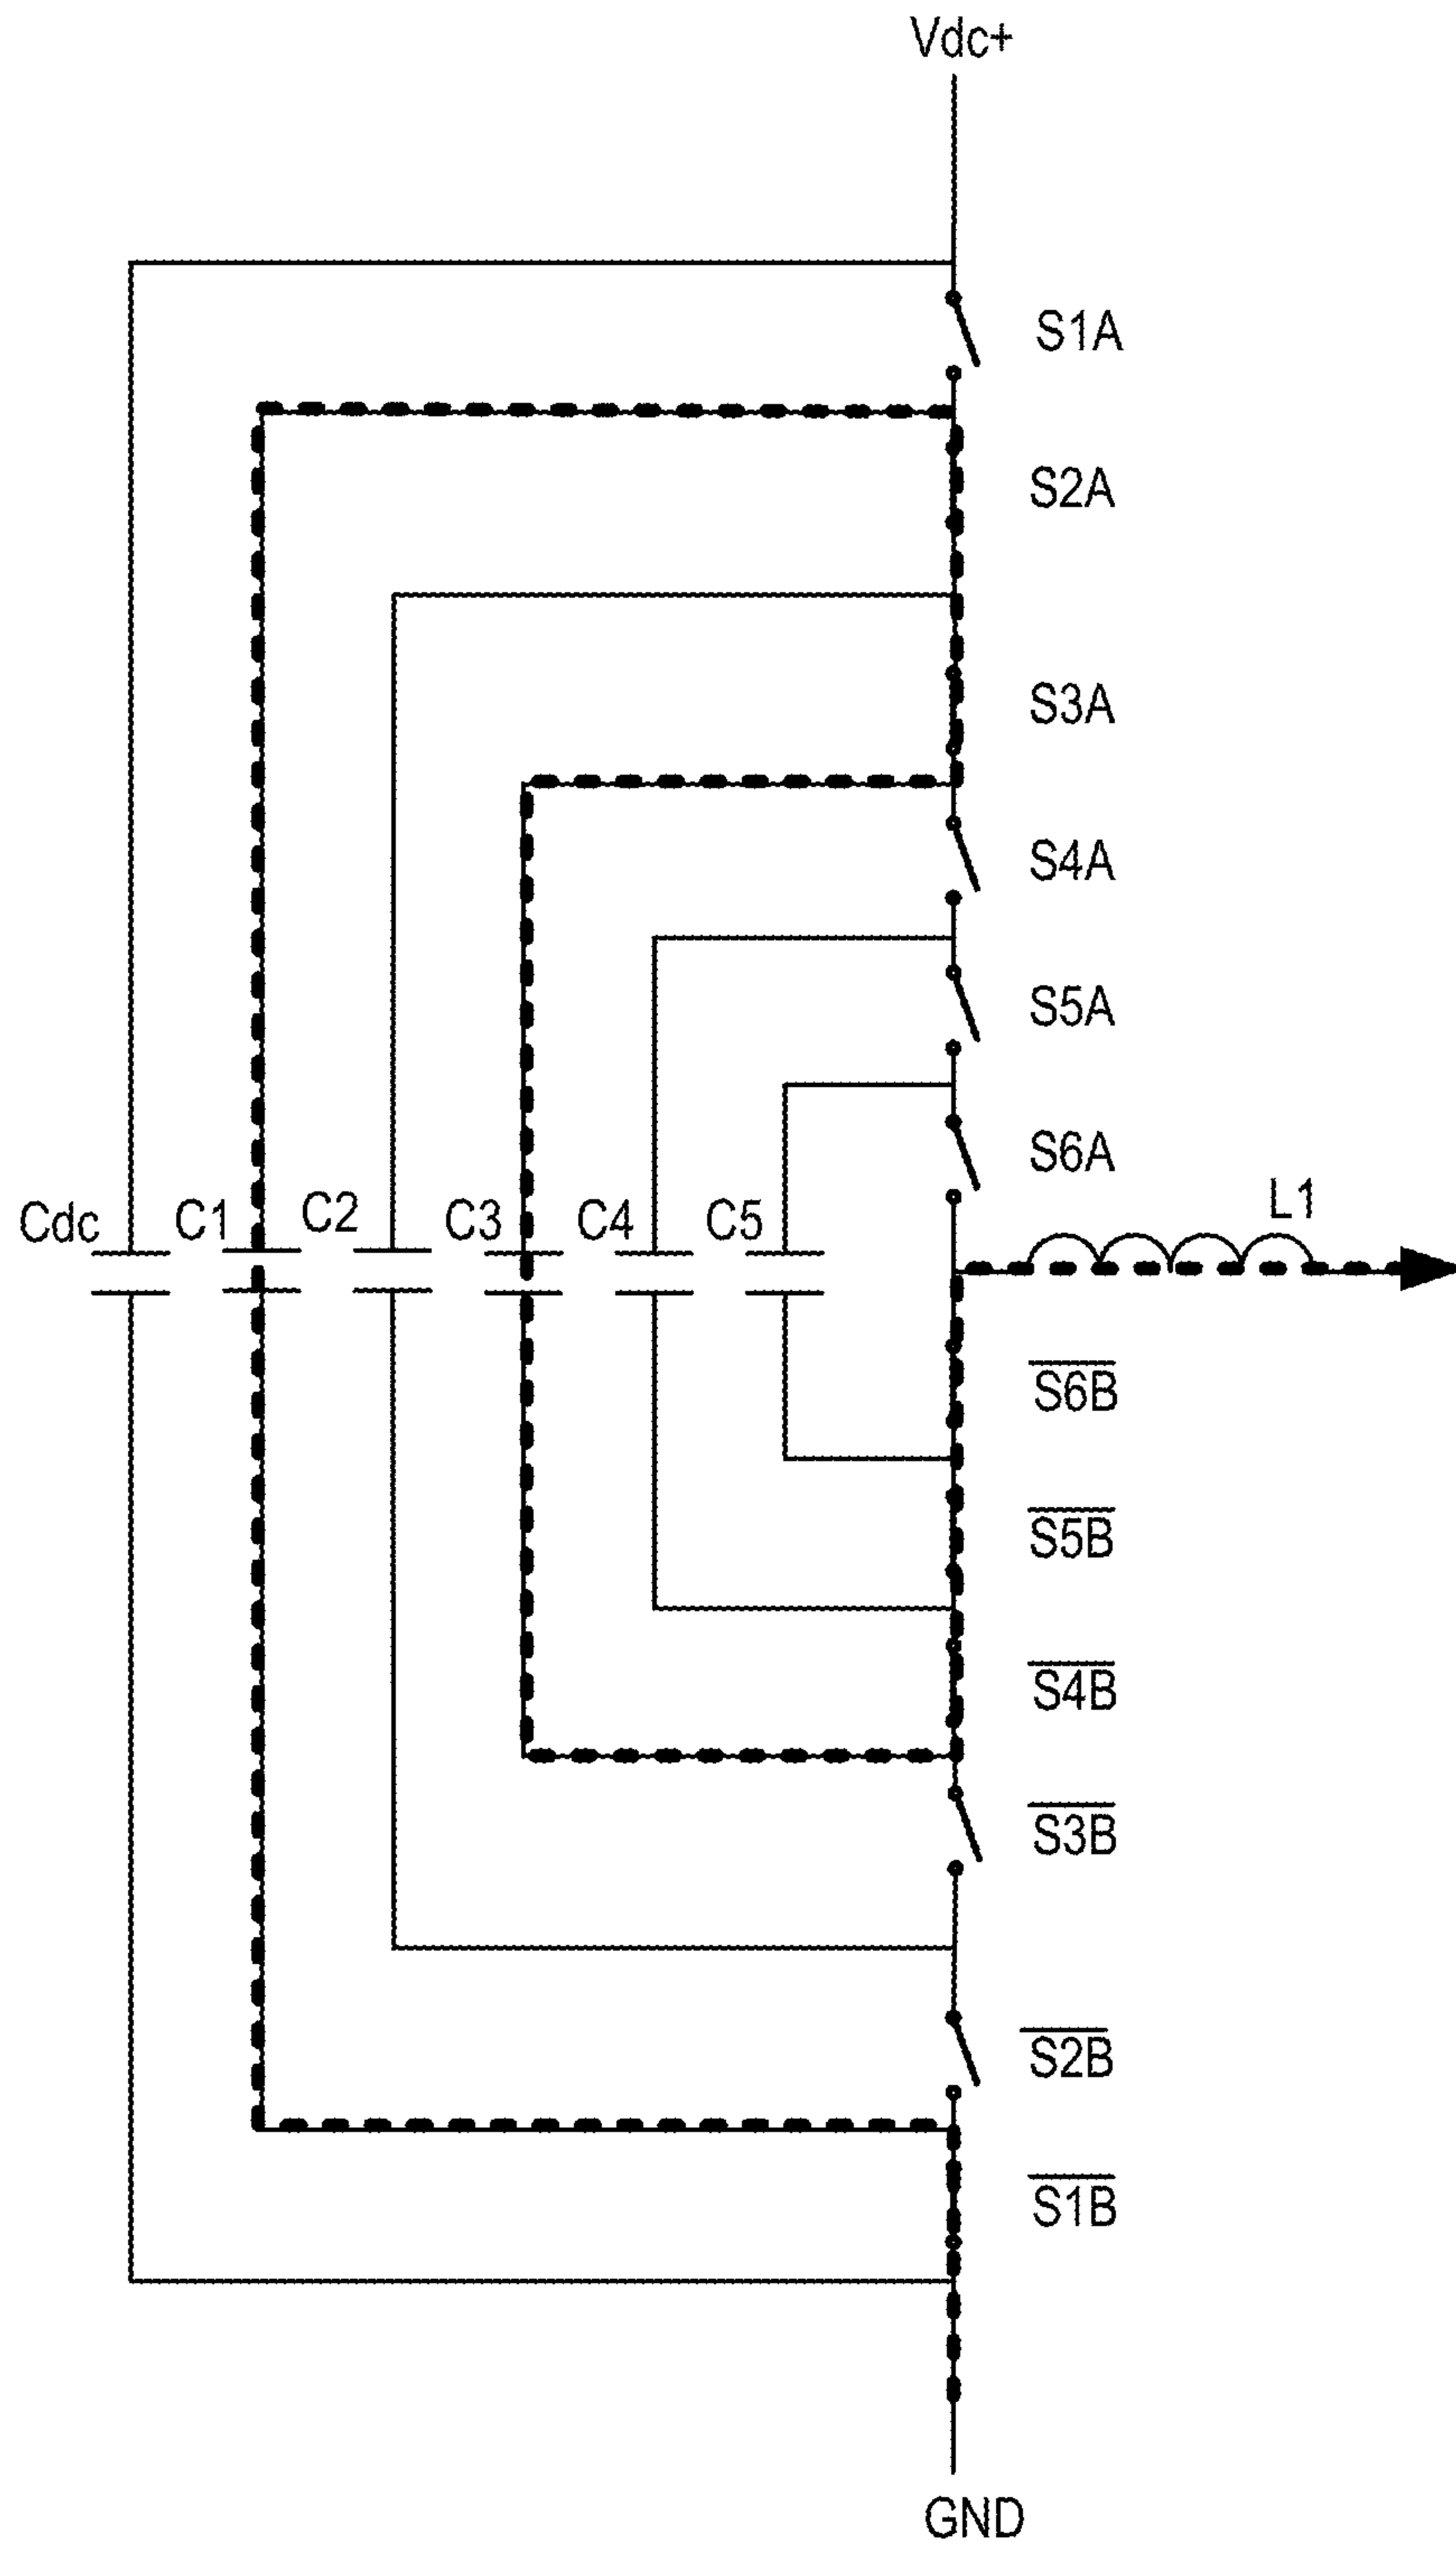 Vdc+
S1A
S2A
S3A
S4A
S5A
S6A
Cdc C1 C2 C3 C4 C5 L1
S6B
S5B
S4B
S3B
S2B
S1B
GND